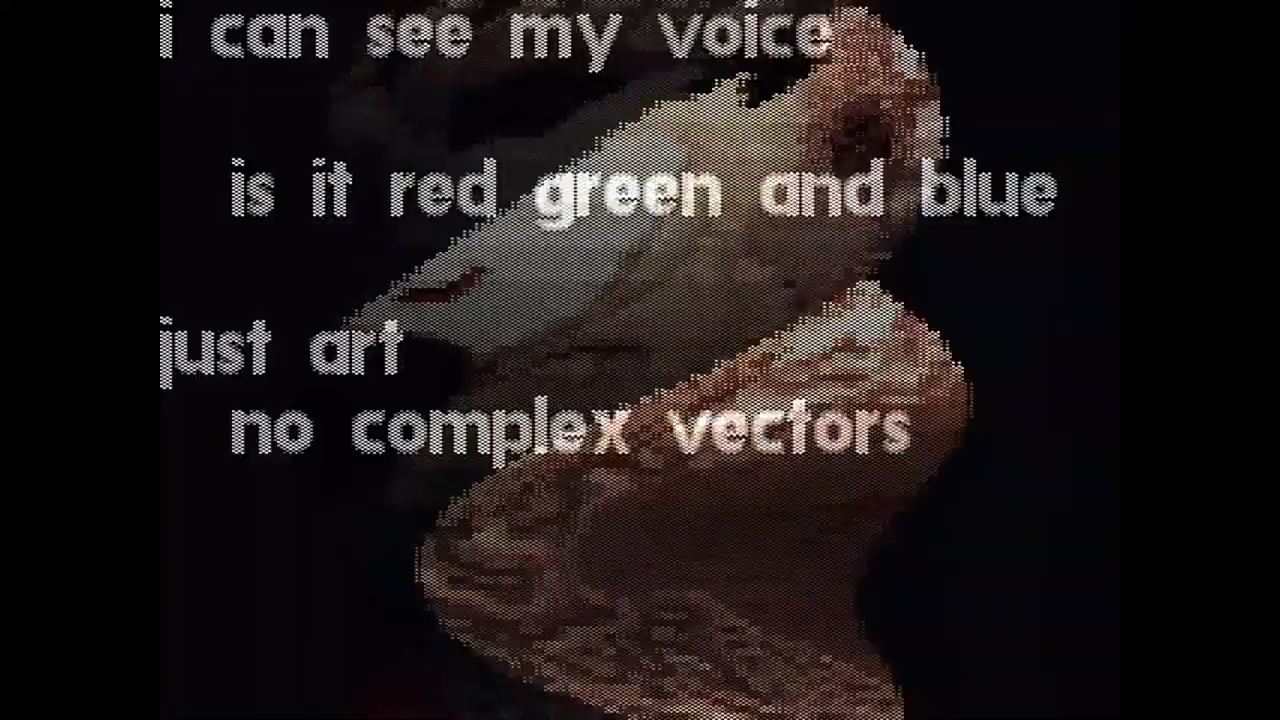 i can see my voice
is it red green and blue
just art
no complex vectors